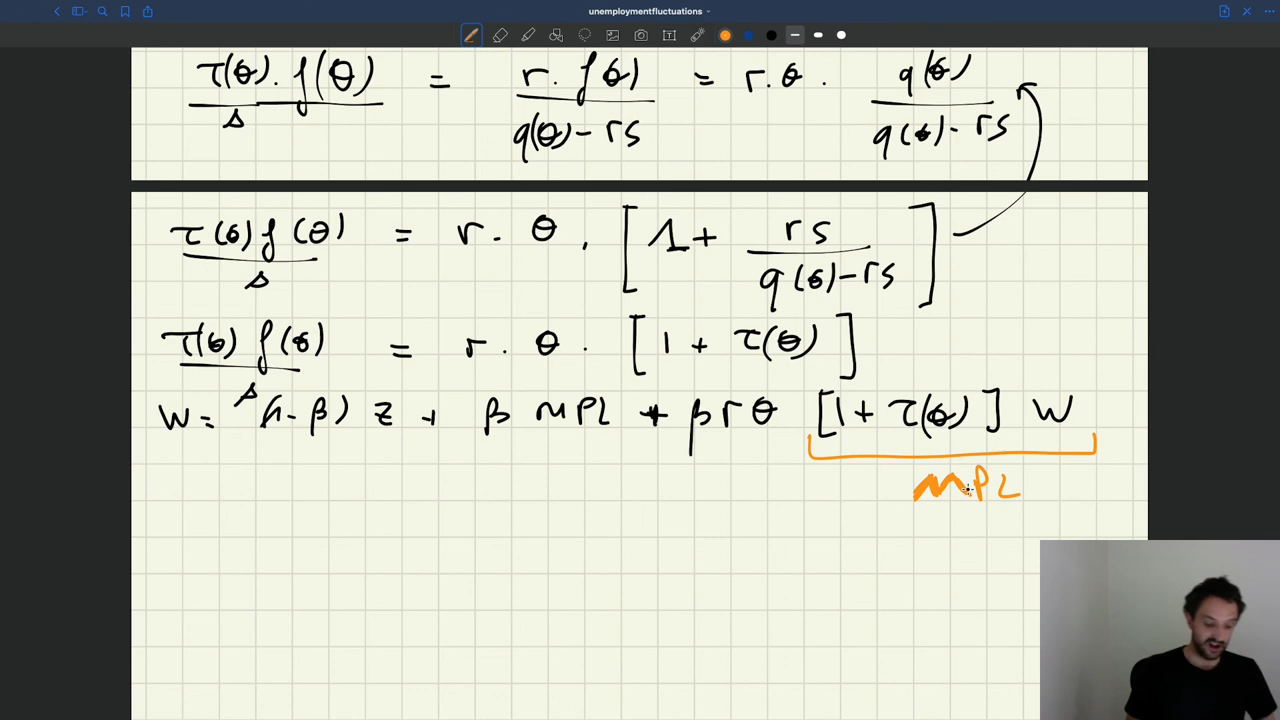 unemploymentfluctuations
τ(θ).f(θ)/s = r.f(θ)/(q(θ)-rs) = r.θ . q(θ)/(q(θ)-rs)
τ(θ)f(θ)/s = r.θ.[1+ rs/(q(θ)-rs)]
τ(θ)f(θ)/s = r.θ.[1+τ(θ)]
W = (1-β) z + β MPL + βrθ [1+τ(θ)] W
MPL